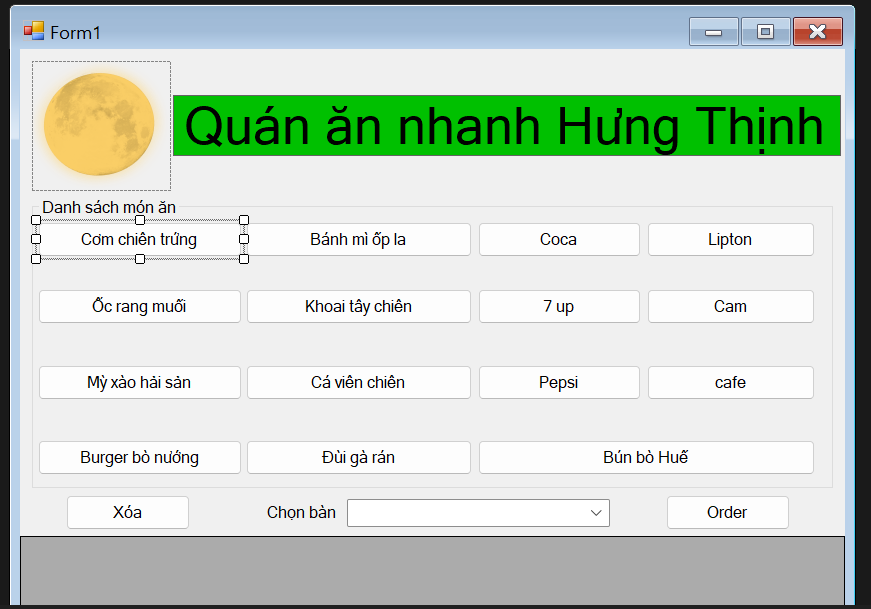 Form1
Quán ăn nhanh Hưng Thịnh
Danh sách món ăn
Cơm chiên trứng Bánh mì ốp la Coca Lipton
Ốc rang muối Khoai tây chiên 7 up Cam
Mỳ xào hải sản Cá viên chiên Pepsi cafe
Burger bò nướng Đùi gà rán Bún bò Huế
Xóa Chọn bàn Order